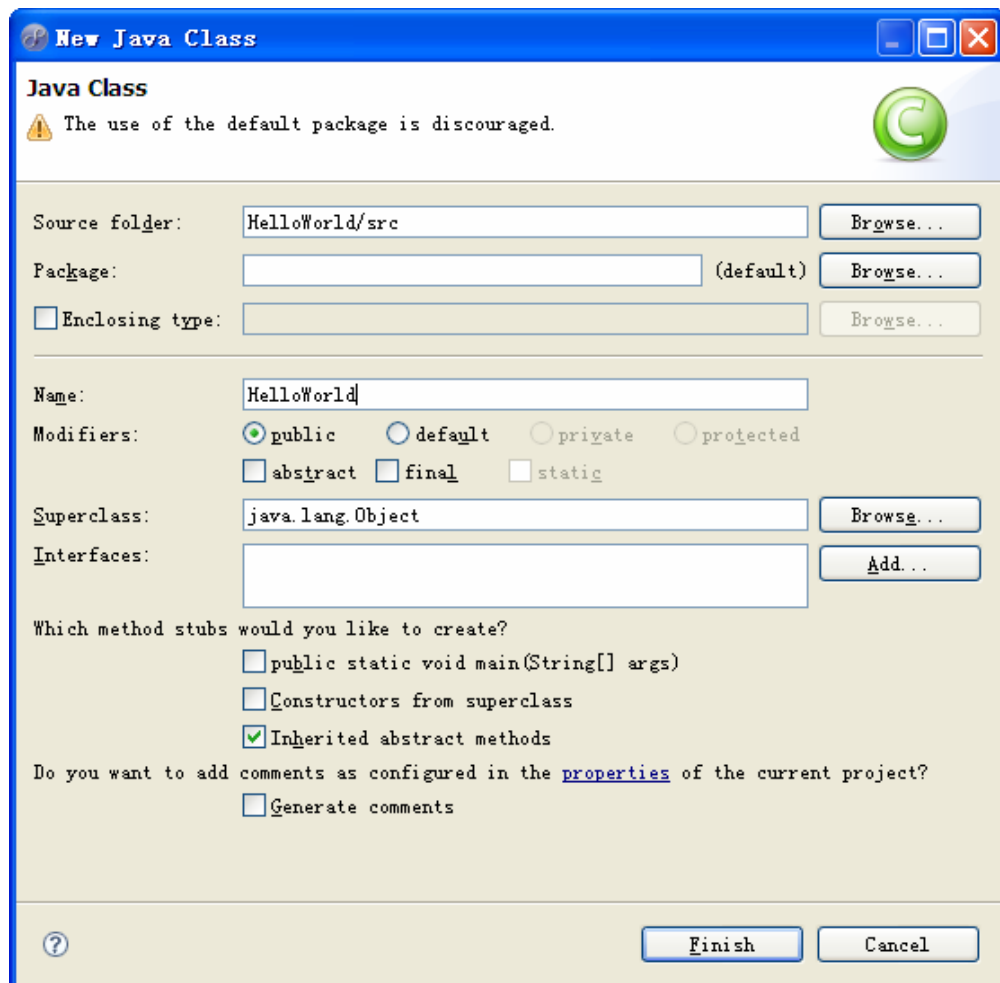 New Java Class
Java Class
The use of the default package is discouraged.
C
Source folder: HelloWorld/src Browse...
Package: (default) Browse...
Enclosing type: Browse...
Name: HelloWorld
Modifiers: public default private protected
abstract final static
Superclass: java.lang.Object Browse...
Interfaces: Add...
Which method stubs would you like to create?
public static void main(String[] args)
Constructors from superclass
Inherited abstract methods
Do you want to add comments as configured in the properties of the current project?
Generate comments
? Finish Cancel